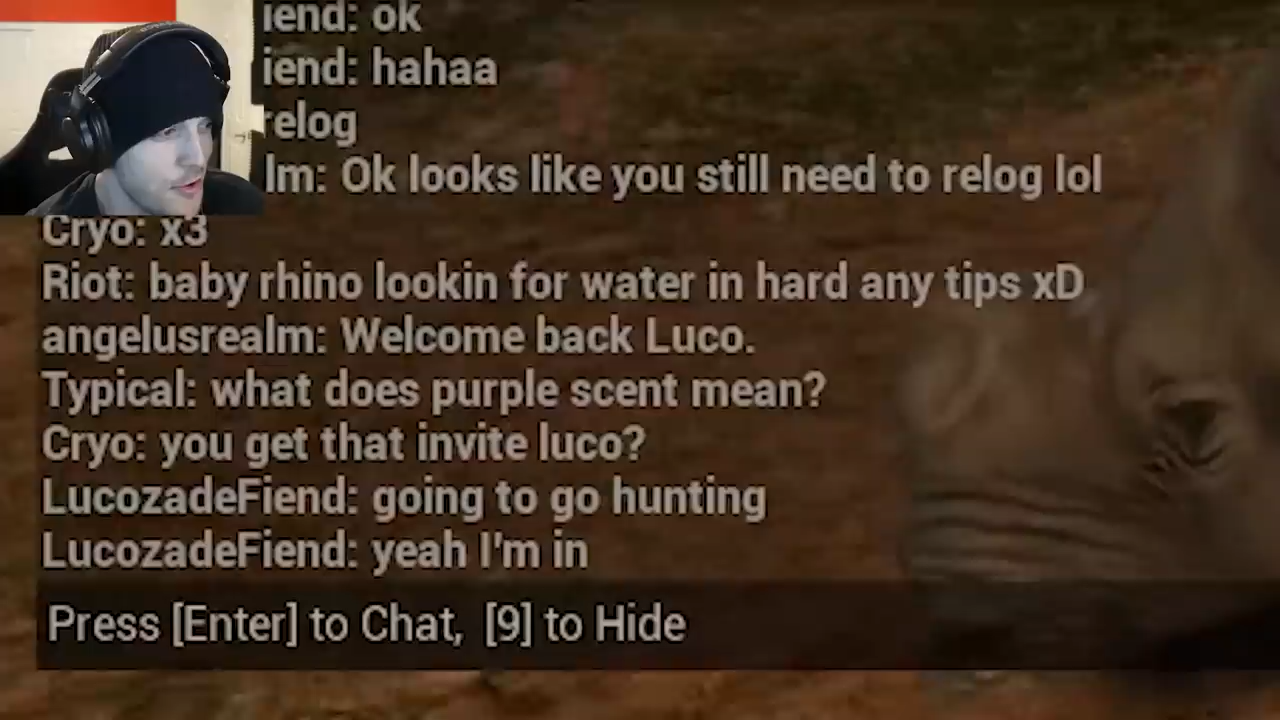 iend: ok
iend: hahaa
relog
lm: Ok looks like you still need to relog lol
Cryo: x3
Riot: baby rhino lookin for water in hard any tips xD
angelusrealm: Welcome back Luco.
Typical: what does purple scent mean?
Cryo: you get that invite luco?
LucozadeFiend: going to go hunting
LucozadeFiend: yeah I'm in
Press [Enter] to Chat, [9] to Hide